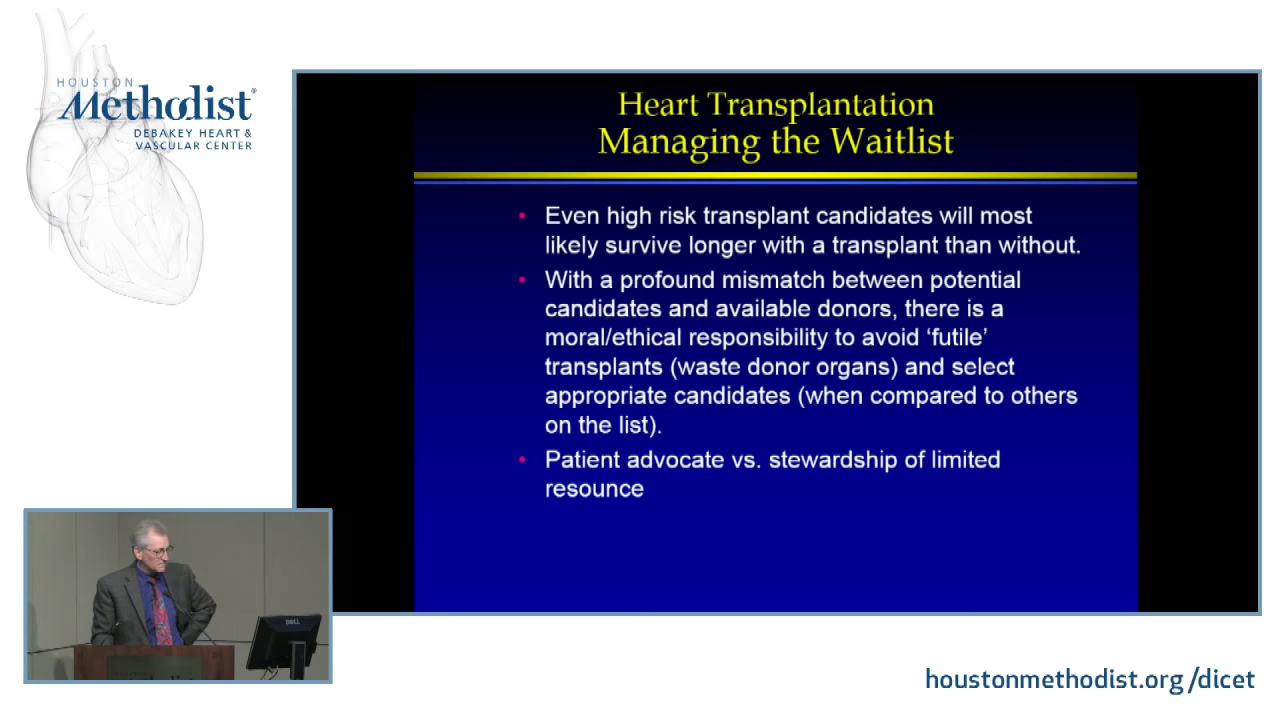 HOUSTON
Methodist®
DEBAKEY HEART &
VASCULAR CENTER
Heart Transplantation
Managing the Waitlist
• Even high risk transplant candidates will most
likely survive longer with a transplant than without.
• With a profound mismatch between potential
candidates and available donors, there is a
moral/ethical responsibility to avoid ‘futile’
transplants (waste donor organs) and select
appropriate candidates (when compared to others
on the list).
• Patient advocate vs. stewardship of limited
resounce
DELL
houstonmethodist.org/dicet